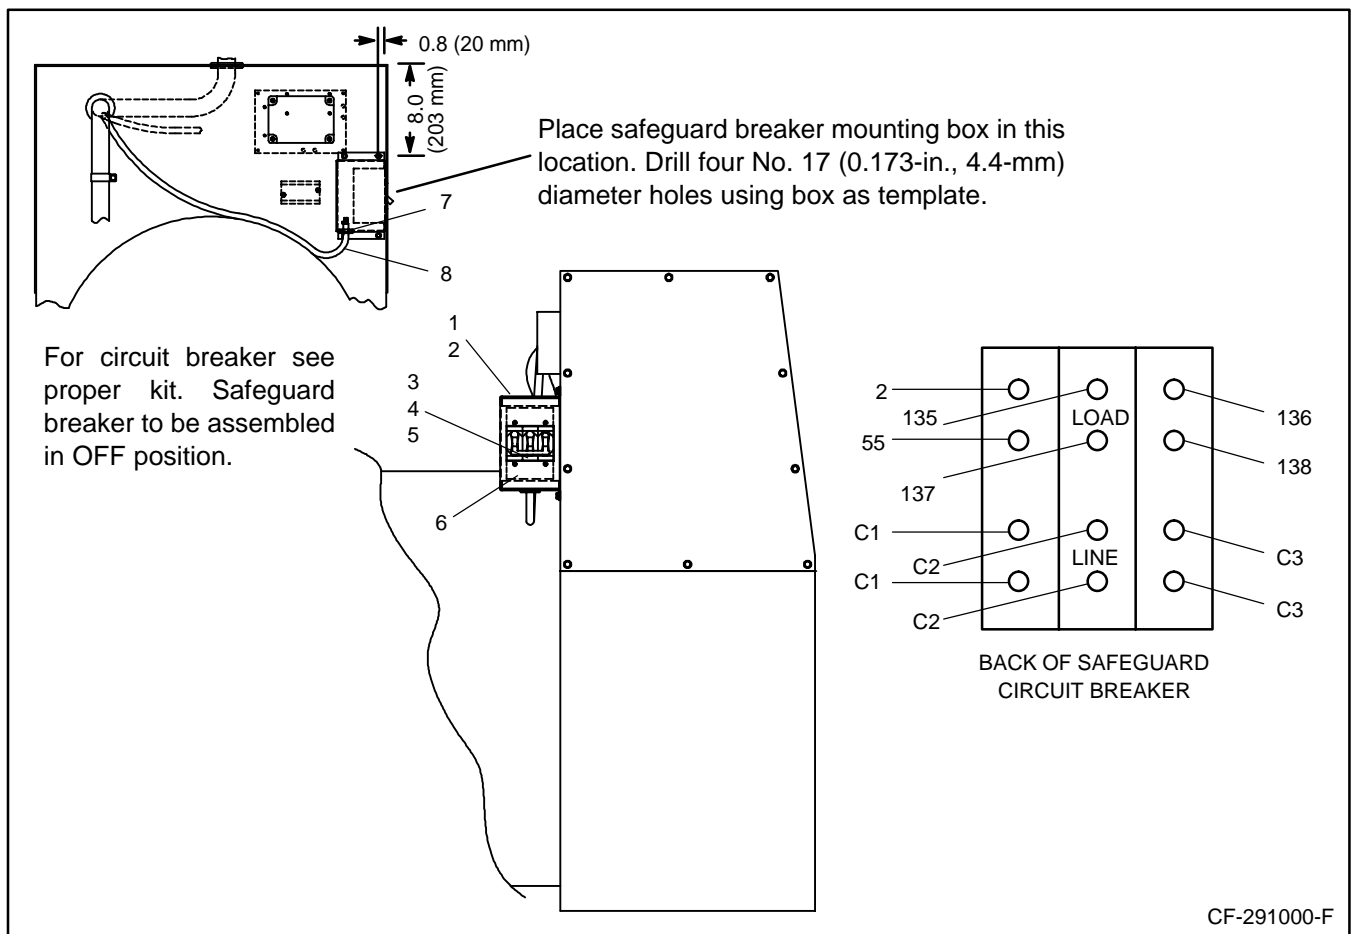 0.8 (20 mm)
8.0
(203 mm)
Place safeguard breaker mounting box in this
location. Drill four No. 17 (0.173-in., 4.4-mm)
diameter holes using box as template.
7
8
For circuit breaker see
proper kit. Safeguard
breaker to be assembled
in OFF position.
1
2
3
4
5
6
2
135
LOAD
136
55
137
138
C1
C2
LINE
C3
C1
C2
C3
BACK OF SAFEGUARD
CIRCUIT BREAKER
CF-291000-F